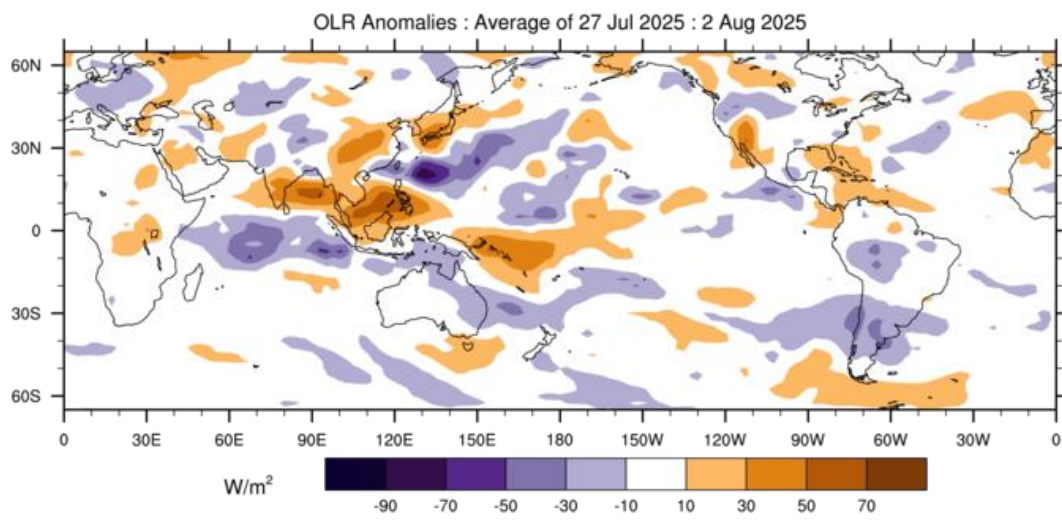 OLR Anomalies : Average of 27 Jul 2025 : 2 Aug 2025
60N
30N
0
30S
60S
0 30E 60E 90E 120E 150E 180 150W 120W 90W 60W 30W 0
W/m²
-90 -70 -50 -30 -10 10 30 50 70